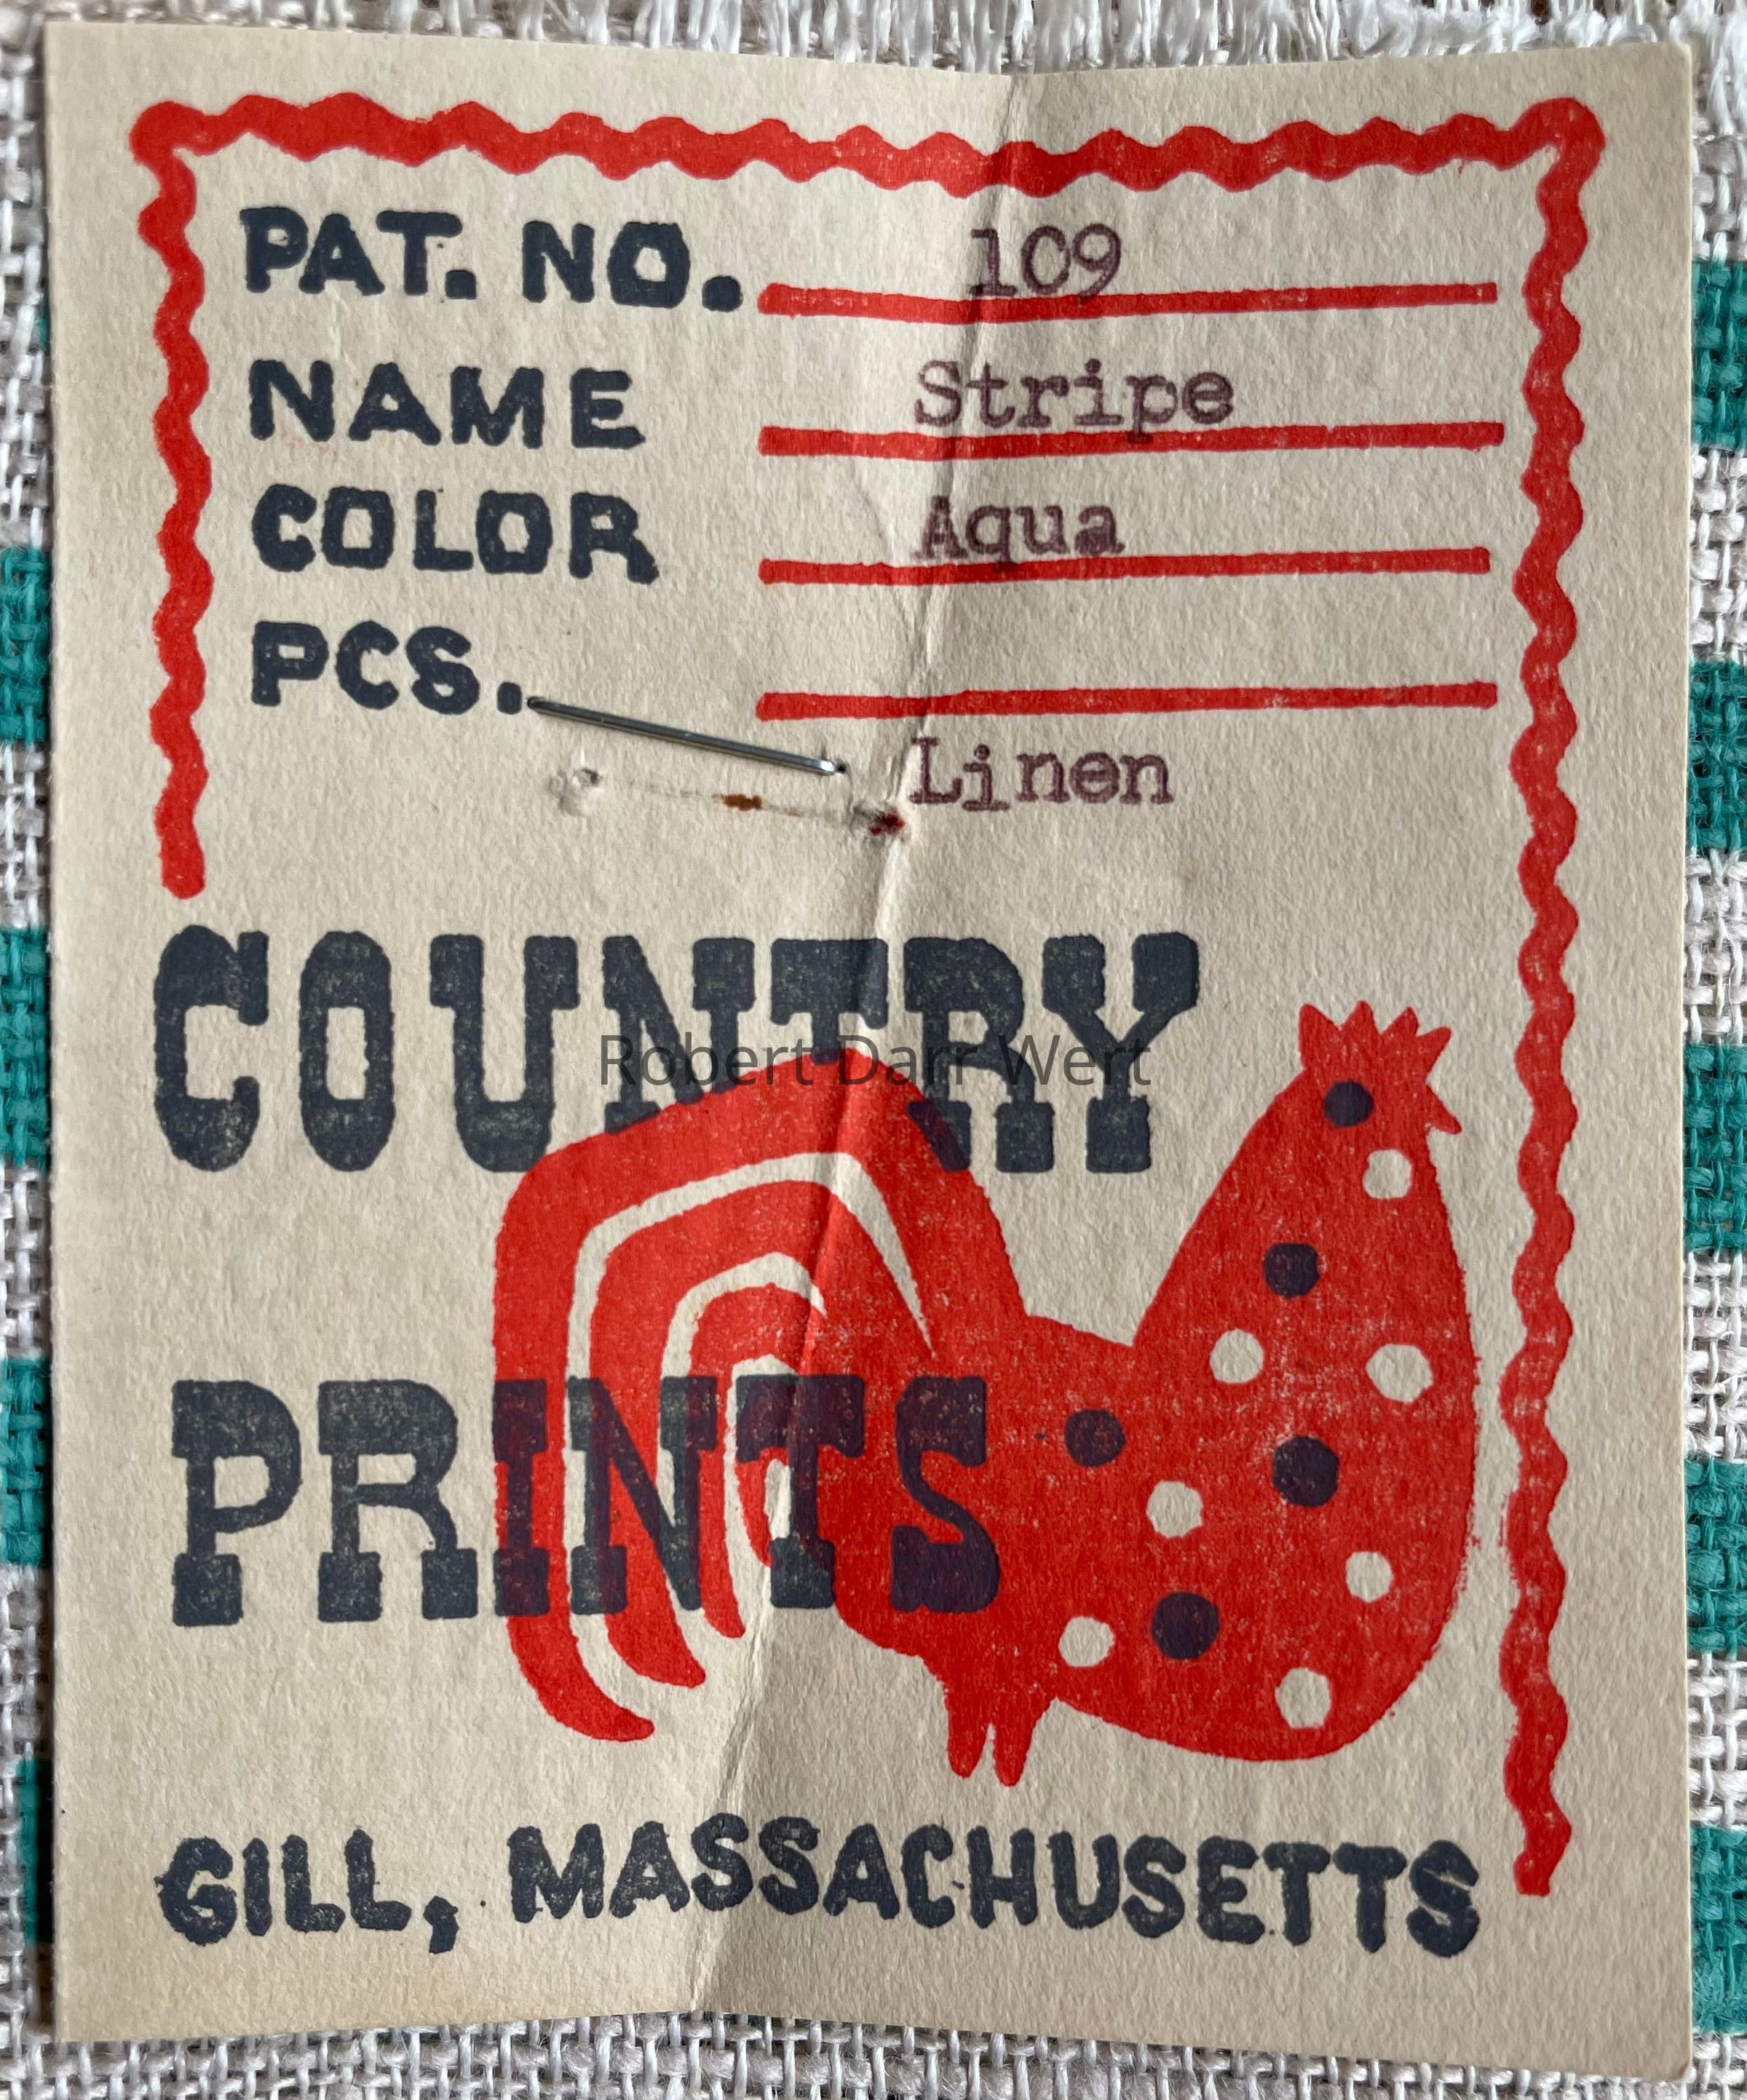 PAT. NO. 109
NAME Stripe
COLOR Aqua
PCS.
Linen
COUNTRY
Robert Darr Wert
PRINTS
GILL, MASSACHUSETTS